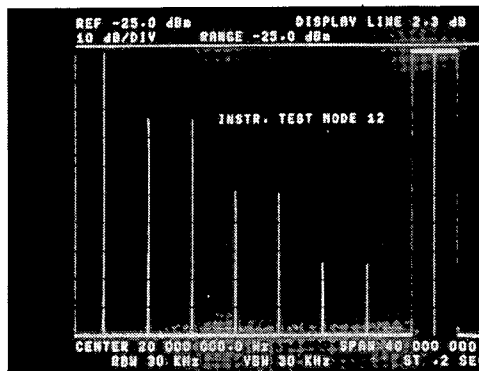 REF -25.0 dBm DISPLAY LINE 2.3 dB
10 dB/DIV RANGE -25.0 dBm
INSTR. TEST MODE 12
CENTER 20 000 000.0 Hz SPAN 40 000 000
RBW 30 KHz VBW 30 KHz ST .2 SEC